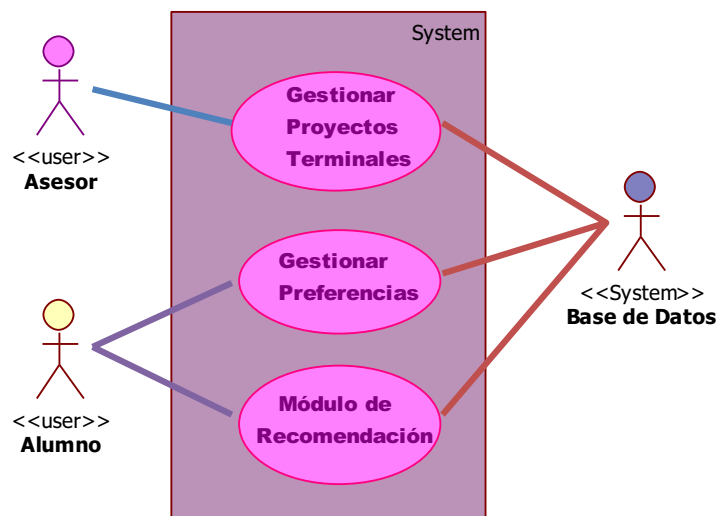 System
Gestionar
Proyectos
Terminales
<<user>>
Asesor
Gestionar
Preferencias
<<System>>
Base de Datos
Módulo de
Recomendación
<<user>>
Alumno